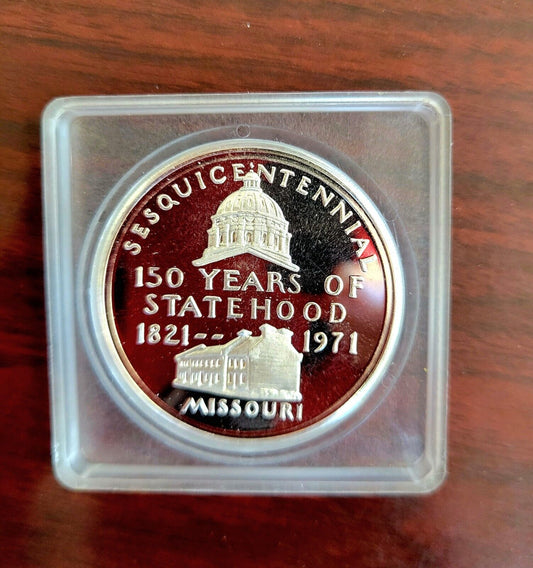 SESQUICENTENNIAL
150 YEARS OF
STATEHOOD
1821-- -- 1971
MISSOURI